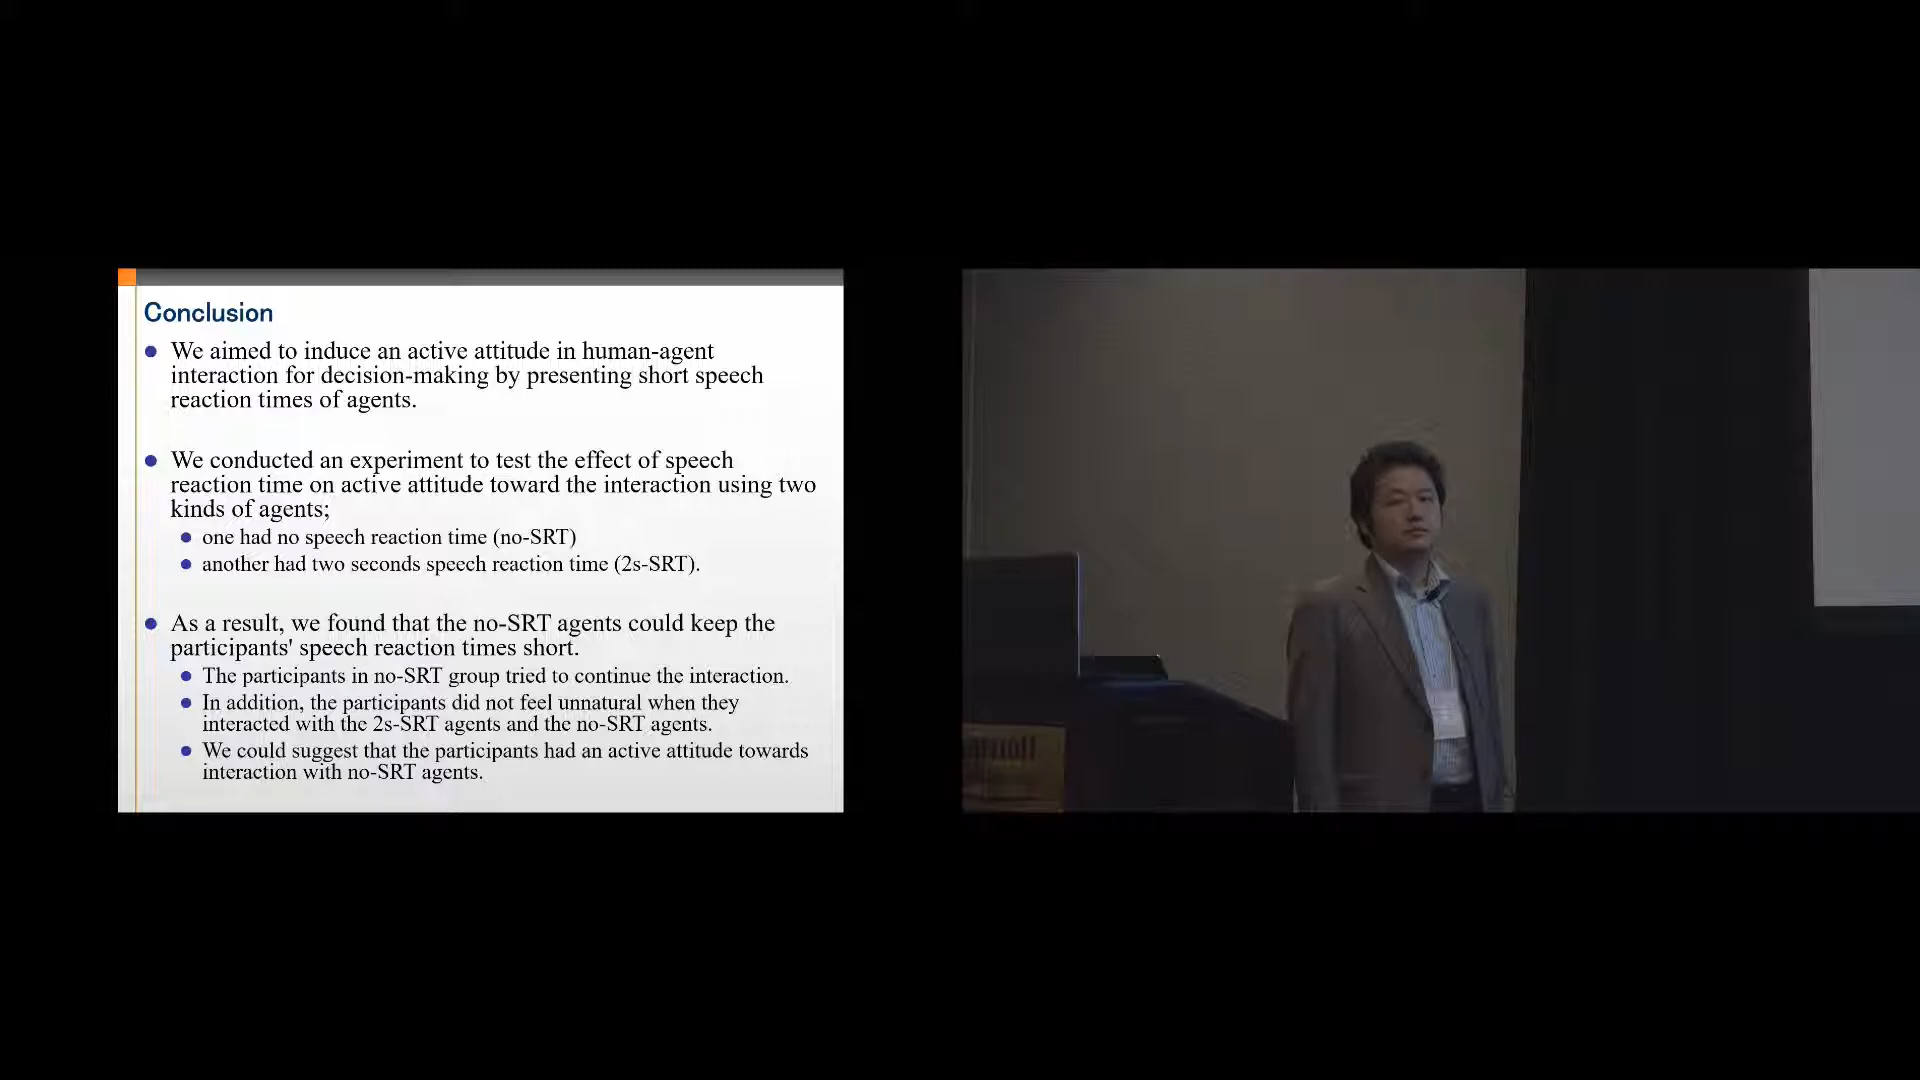 Conclusion
We aimed to induce an active attitude in human-agent
interaction for decision-making by presenting short speech
reaction times of agents.
We conducted an experiment to test the effect of speech
reaction time on active attitude toward the interaction using two
kinds of agents;
one had no speech reaction time (no-SRT)
another had two seconds speech reaction time (2s-SRT).
As a result, we found that the no-SRT agents could keep the
participants' speech reaction times short.
The participants in no-SRT group tried to continue the interaction.
In addition, the participants did not feel unnatural when they
interacted with the 2s-SRT agents and the no-SRT agents.
We could suggest that the participants had an active attitude towards
interaction with no-SRT agents.